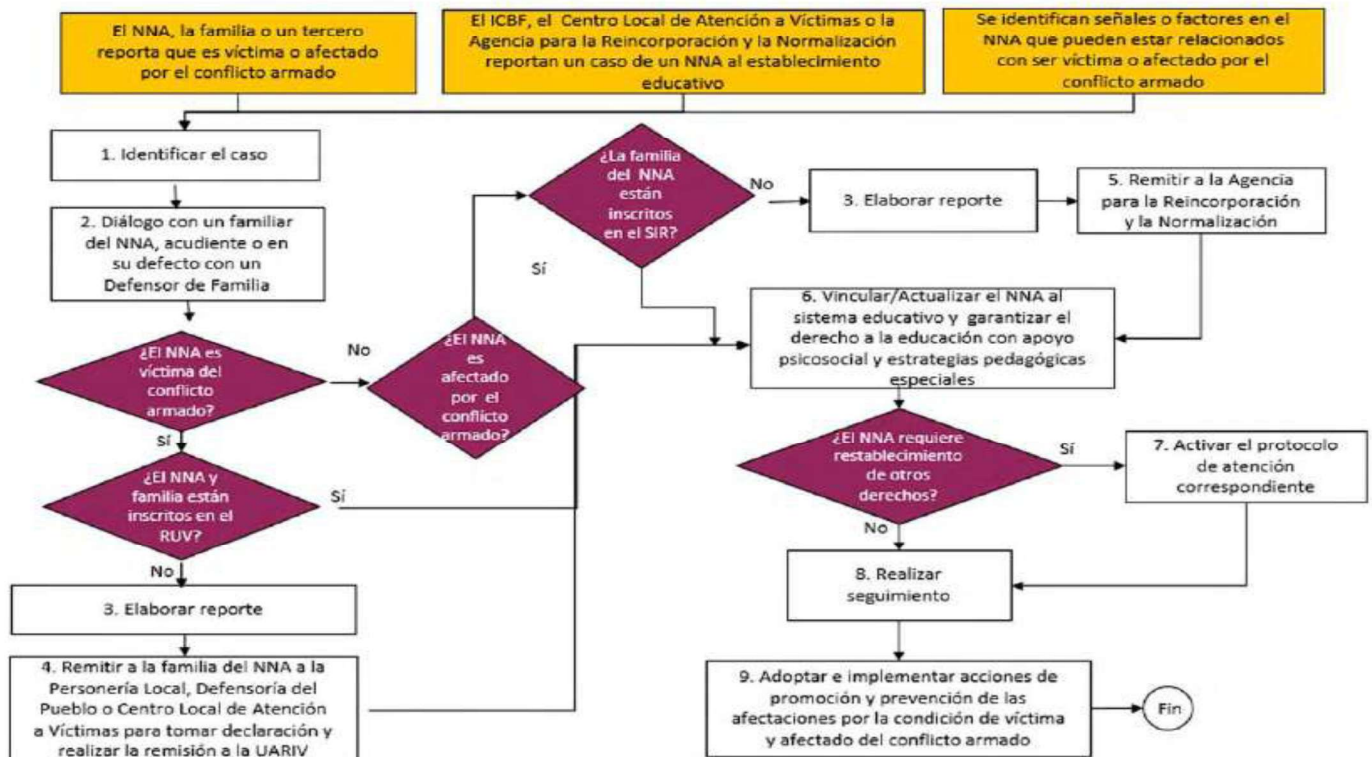 El NNA, la familia o un tercero
reporta que es víctima o afectado
por el conflicto armado
El ICBF, el Centro Local de Atención a Víctimas o la
Agencia para la Reincorporación y la Normalización
reportan un caso de un NNA al establecimiento
educativo
Se identifican señales o factores en el
NNA que pueden estar relacionados
con ser víctima o afectado por el
conflicto armado
1. Identificar el caso
2. Diálogo con un familiar
del NNA, acudiente o en
su defecto con un
Defensor de Familia
¿El NNA es
víctima del
conflicto
armado?
No
Sí
¿El NNA
es
afectado
por el
conflicto
armado?
¿La familia
del NNA
están
inscritos
en el SIR?
No
Sí
3. Elaborar reporte
5. Remitir a la Agencia
para la Reincorporación
y la Normalización
¿El NNA y
familia están
inscritos en el
RUV?
Sí
No
3. Elaborar reporte
4. Remitir a la familia del NNA a la
Personería Local, Defensoría del
Pueblo o Centro Local de Atención
a Víctimas para tomar declaración y
realizar la remisión a la UARIV
6. Vincular/Actualizar el NNA al
sistema educativo y garantizar el
derecho a la educación con apoyo
psicosocial y estrategias pedagógicas
especiales
¿El NNA requiere
restablecimiento
de otros
derechos?
Sí
No
7. Activar el protocolo
de atención
correspondiente
8. Realizar
seguimiento
9. Adoptar e implementar acciones de
promoción y prevención de las
afectaciones por la condición de víctima
y afectado del conflicto armado
Fin